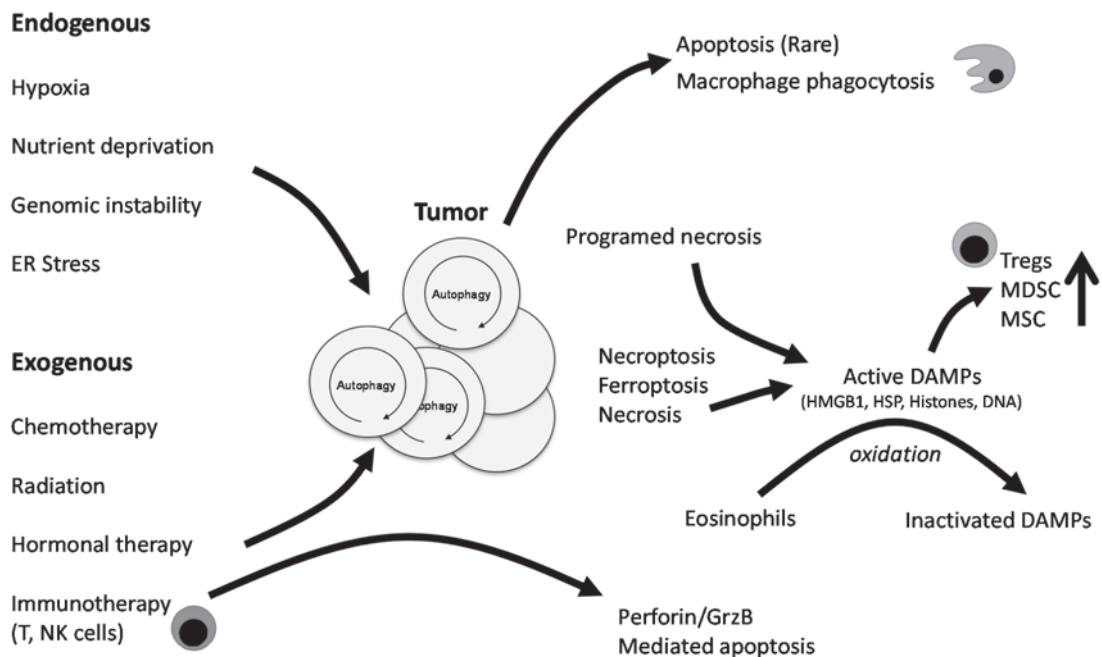 Endogenous
Hypoxia
Nutrient deprivation
Genomic instability
ER Stress
Exogenous
Chemotherapy
Radiation
Hormonal therapy
Immunotherapy
(T, NK cells)
Tumor
Autophagy
Autophagy
ophagy
Apoptosis (Rare)
Macrophage phagocytosis
Programed necrosis
Necroptosis
Ferroptosis
Necrosis
Tregs
MDSC
MSC
Active DAMPs
(HMGB1, HSP, Histones, DNA)
oxidation
Eosinophils
Inactivated DAMPs
Perforin/GrzB
Mediated apoptosis